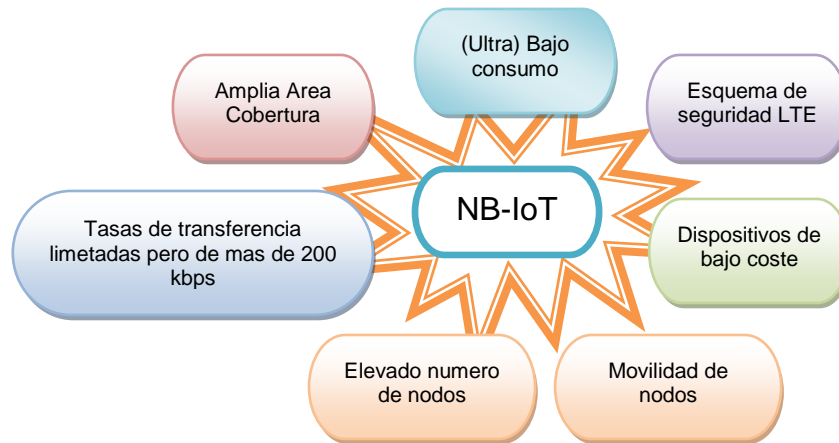 (Ultra) Bajo
consumo
Amplia Area
Cobertura
Esquema de
seguridad LTE
NB-IoT
Tasas de transferencia
limetadas pero de mas de 200
kbps
Dispositivos de
bajo coste
Elevado numero
de nodos
Movilidad de
nodos